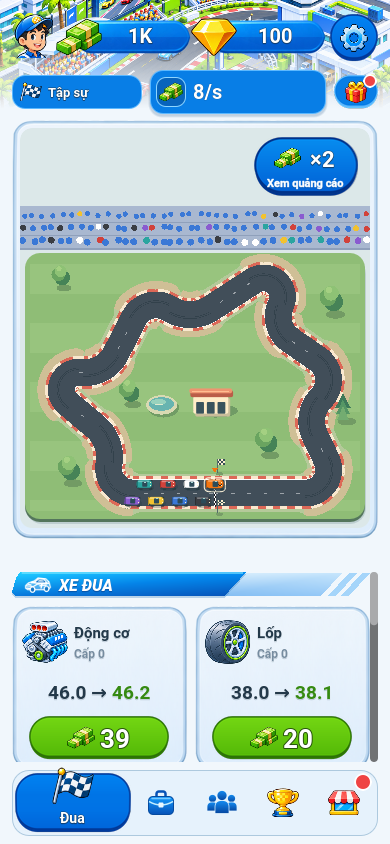 1K
100
Tập sự
8/s
×2
Xem quảng cáo
XE ĐUA
Động cơ
Cấp 0
46.0 → 46.2
39
Lốp
Cấp 0
38.0 → 38.1
20
Đua